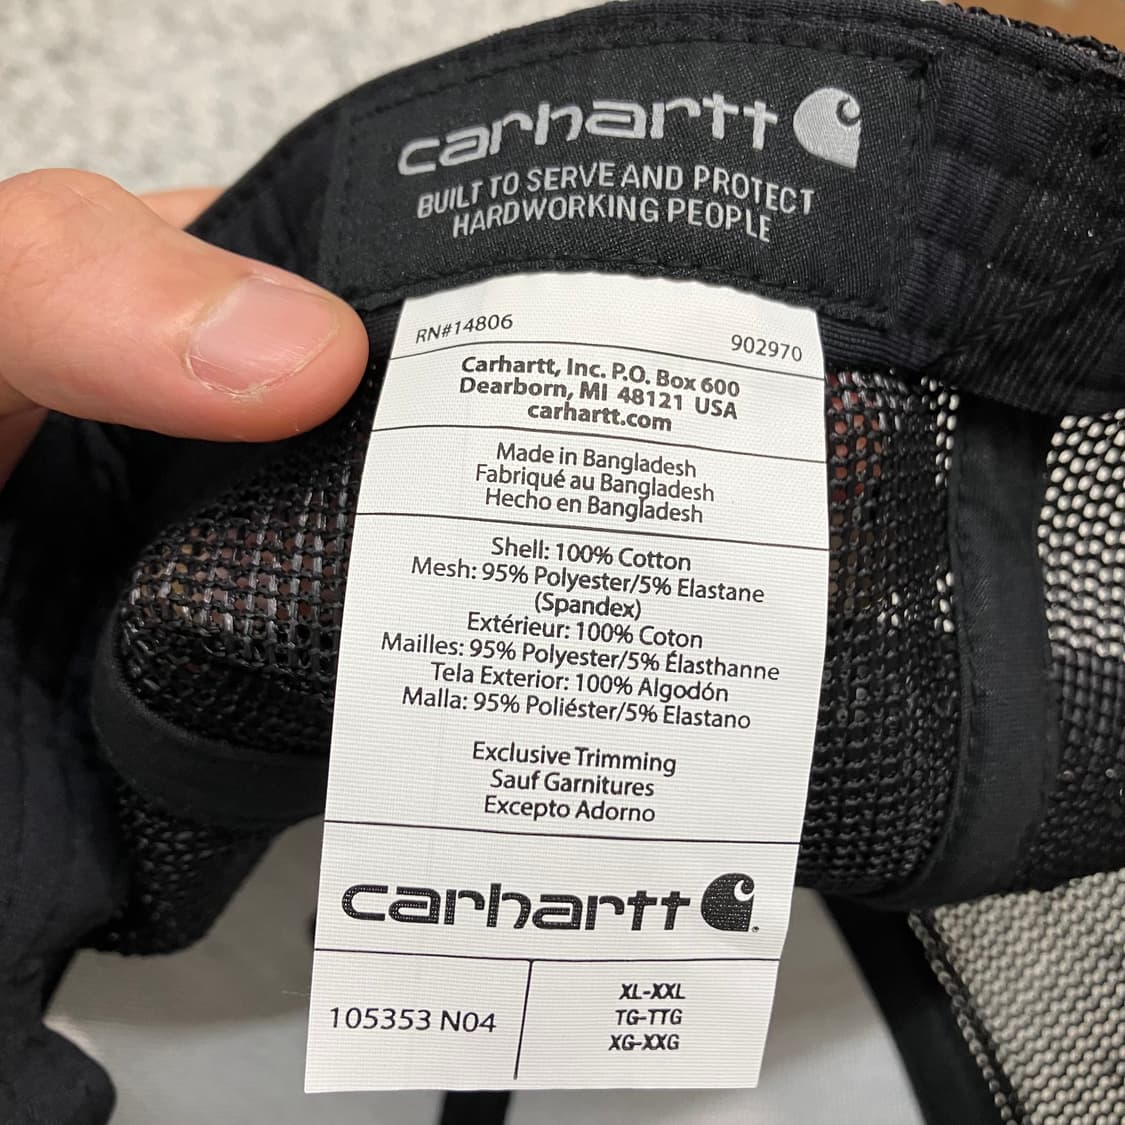 carhartt
BUILT TO SERVE AND PROTECT
HARDWORKING PEOPLE
RN#14806 902970
Carhartt, Inc. P.O. Box 600
Dearborn, MI 48121 USA
carhartt.com
Made in Bangladesh
Fabriqué au Bangladesh
Hecho en Bangladesh
Shell: 100% Cotton
Mesh: 95% Polyester/5% Elastane
(Spandex)
Extérieur: 100% Coton
Mailles: 95% Polyester/5% Élasthanne
Tela Exterior: 100% Algodón
Malla: 95% Poliéster/5% Elastano
Exclusive Trimming
Sauf Garnitures
Excepto Adorno
carhartt
105353 N04
XL-XXL
TG-TTG
XG-XXG